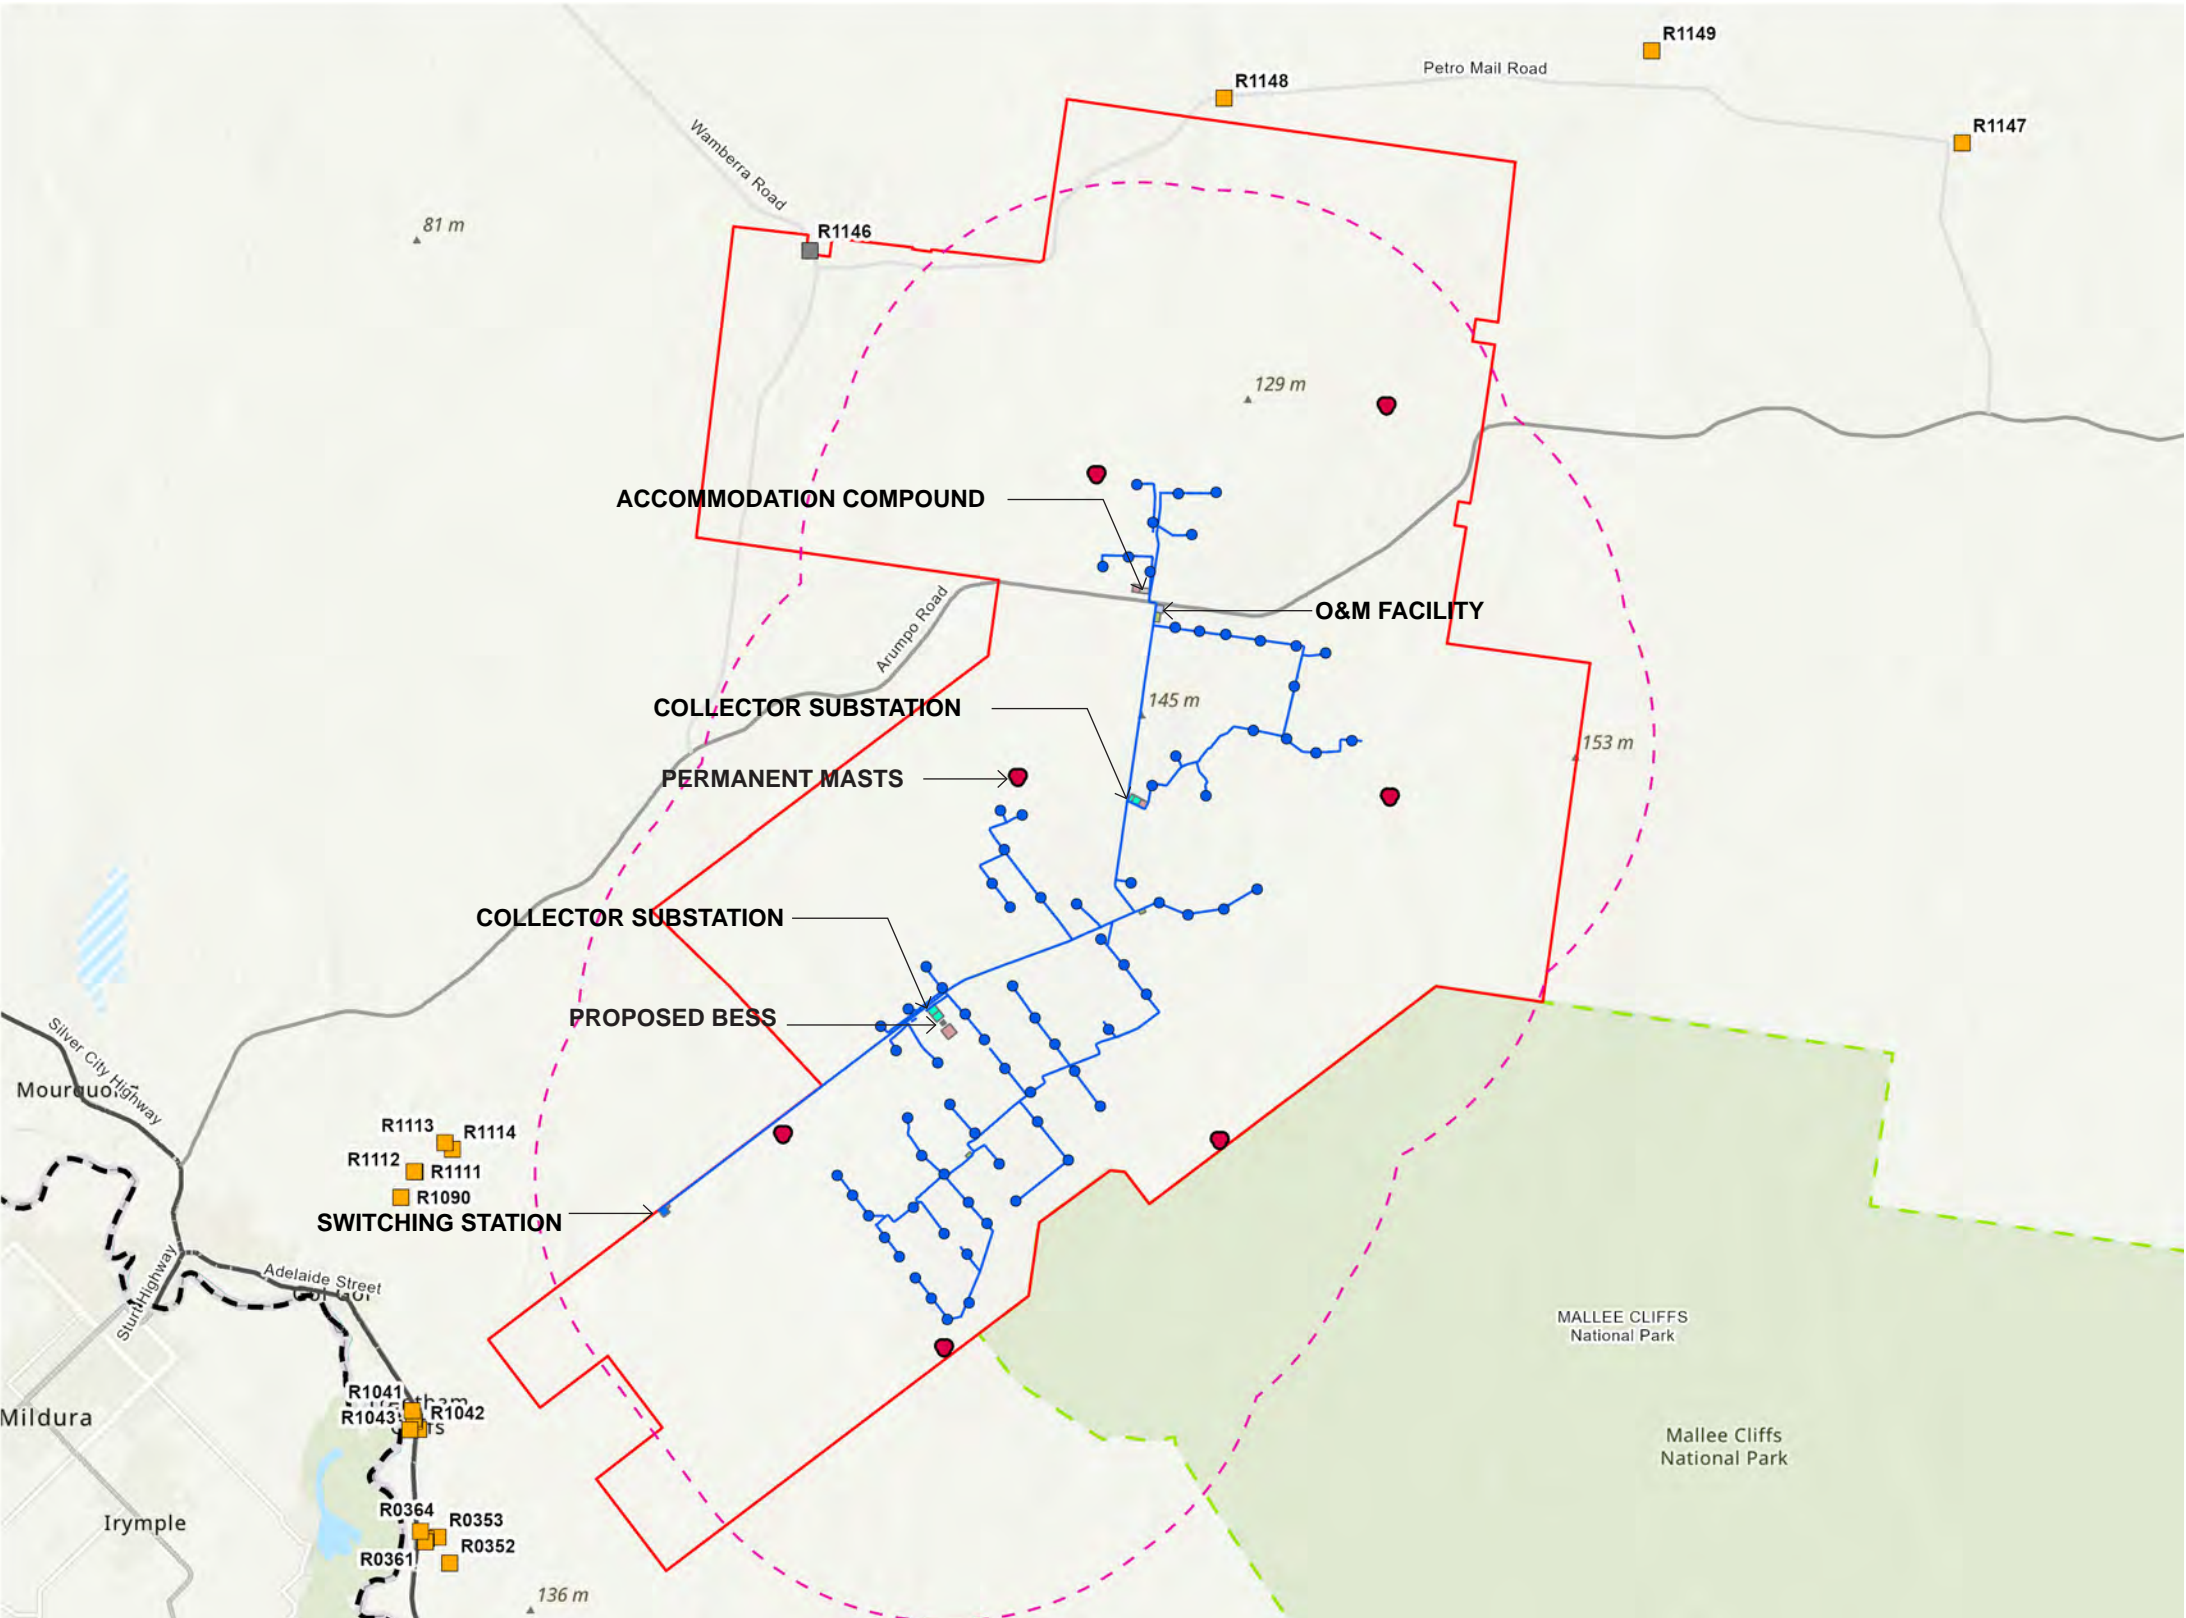 R1149
Petro Mail Road
R1148
R1147
Wamberra Road
81 m
R1146
129 m
ACCOMMODATION COMPOUND
O&M FACILITY
Arumpo Road
145 m
COLLECTOR SUBSTATION
153 m
PERMANENT MASTS
COLLECTOR SUBSTATION
PROPOSED BESS
Silver City Highway
R1113
R1114
R1112
R1111
R1090
SWITCHING STATION
Sturt Highway
Adelaide Street
MALLEE CLIFFS
National Park
R1041
R1042
R1043
Mildura
Mallee Cliffs
National Park
R0364
R0353
Irymple
R0352
R0361
136 m